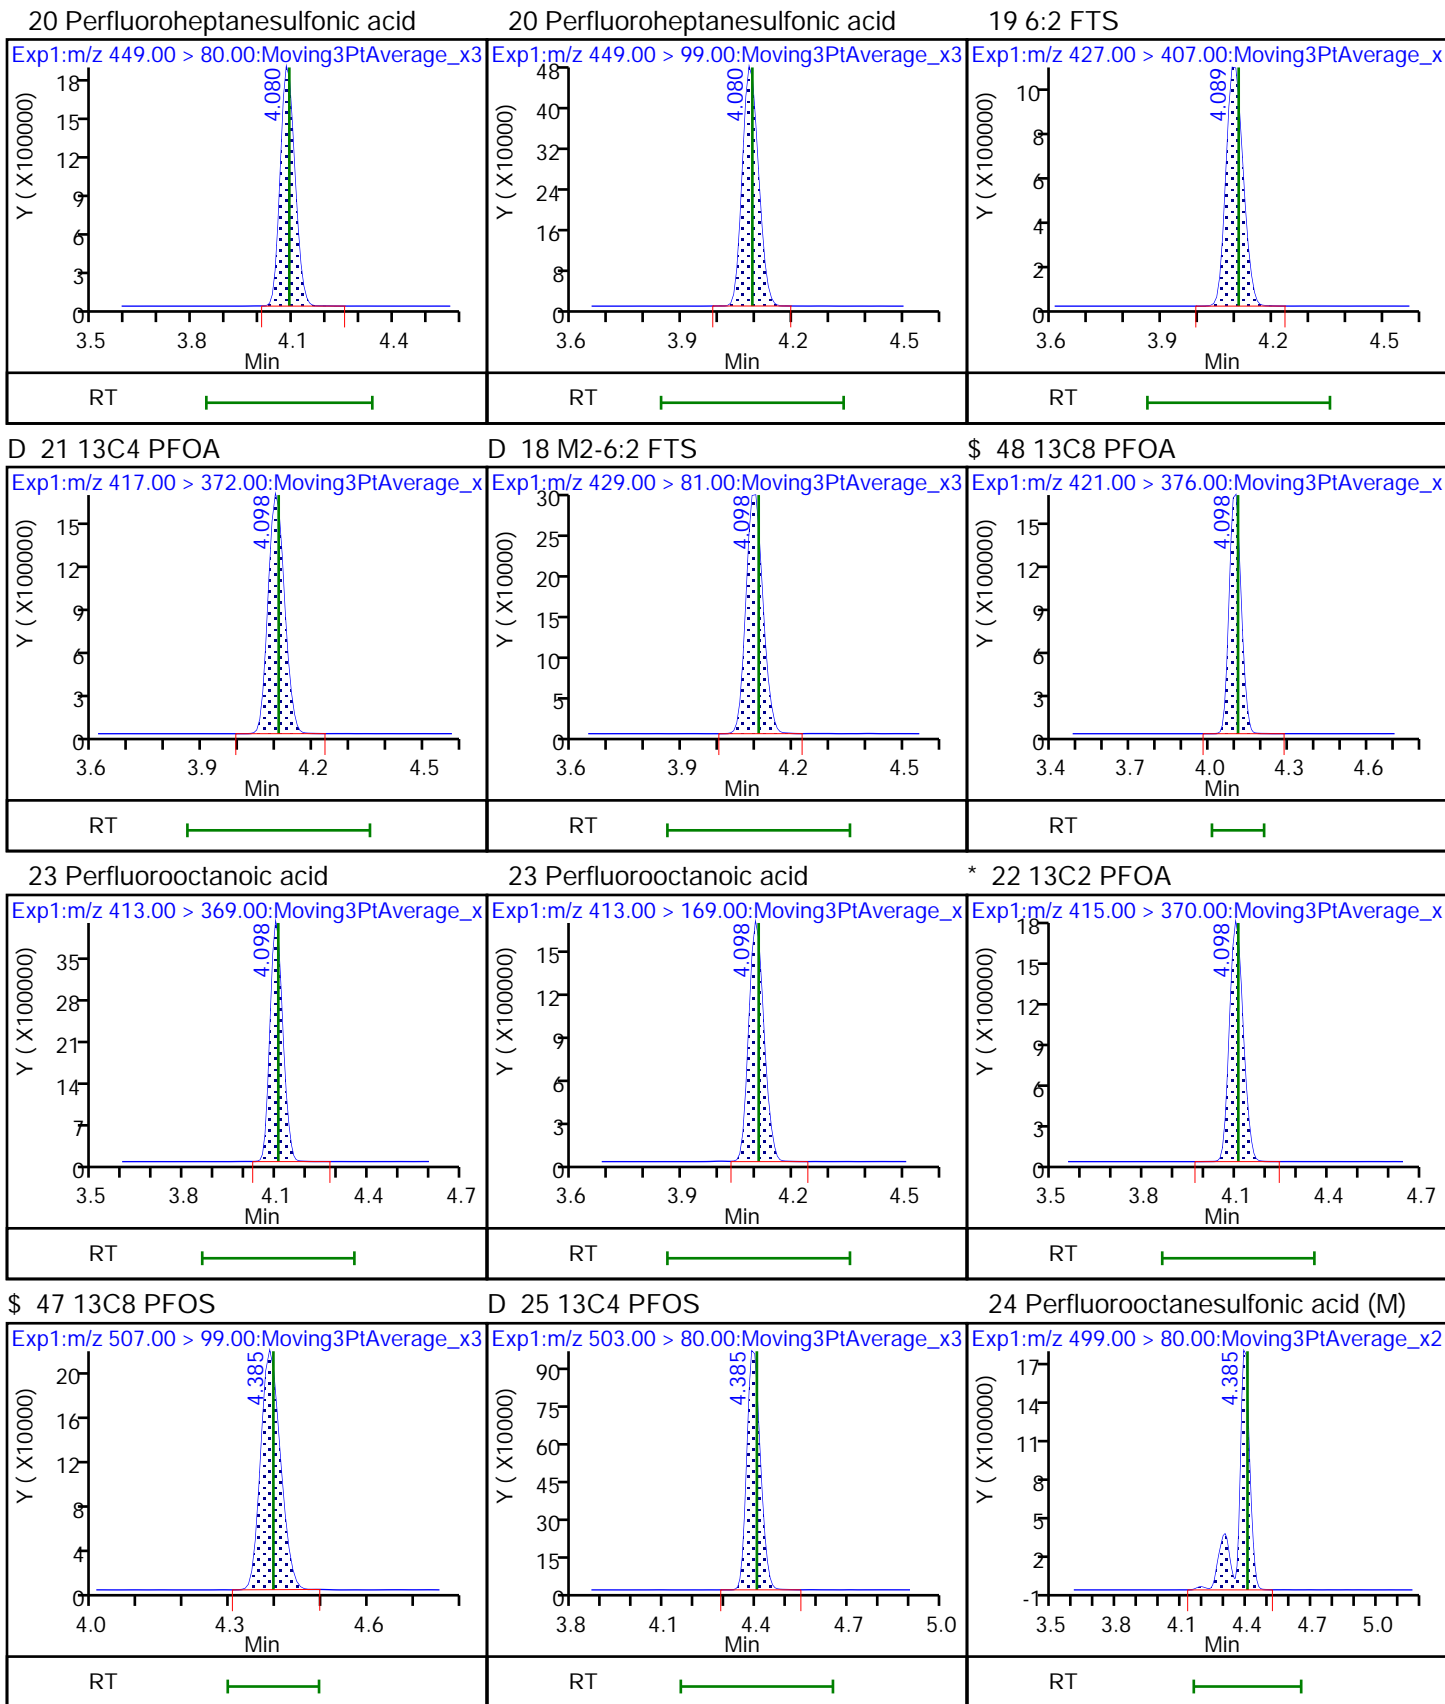 20 Perfluoroheptanesulfonic acid
Exp1:m/z 449.00 > 80.00:Moving3PtAverage_x3
Y ( X100000)
18
15
12
9
6
3
0
4.080
3.5 3.8 4.1 4.4
Min
RT
20 Perfluoroheptanesulfonic acid
Exp1:m/z 449.00 > 99.00:Moving3PtAverage_x3
Y ( X10000)
48
40
32
24
16
8
0
4.080
3.6 3.9 4.2 4.5
Min
RT
19 6:2 FTS
Exp1:m/z 427.00 > 407.00:Moving3PtAverage_x
Y ( X100000)
10
8
6
4
2
0
4.089
3.6 3.9 4.2 4.5
Min
RT
D 21 13C4 PFOA
Exp1:m/z 417.00 > 372.00:Moving3PtAverage_x
Y ( X100000)
15
12
9
6
3
0
4.098
3.6 3.9 4.2 4.5
Min
RT
D 18 M2-6:2 FTS
Exp1:m/z 429.00 > 81.00:Moving3PtAverage_x3
Y ( X10000)
30
25
20
15
10
5
0
4.098
3.6 3.9 4.2 4.5
Min
RT
$ 48 13C8 PFOA
Exp1:m/z 421.00 > 376.00:Moving3PtAverage_x
Y ( X100000)
15
12
9
6
3
0
4.098
3.4 3.7 4.0 4.3 4.6
Min
RT
23 Perfluorooctanoic acid
Exp1:m/z 413.00 > 369.00:Moving3PtAverage_x
Y ( X100000)
35
28
21
14
7
0
4.098
3.5 3.8 4.1 4.4 4.7
Min
RT
23 Perfluorooctanoic acid
Exp1:m/z 413.00 > 169.00:Moving3PtAverage_x
Y ( X100000)
15
12
9
6
3
0
4.098
3.6 3.9 4.2 4.5
Min
RT
* 22 13C2 PFOA
Exp1:m/z 415.00 > 370.00:Moving3PtAverage_x
Y ( X100000)
18
15
12
9
6
3
0
4.098
3.5 3.8 4.1 4.4 4.7
Min
RT
$ 47 13C8 PFOS
Exp1:m/z 507.00 > 99.00:Moving3PtAverage_x3
Y ( X100000)
20
16
12
8
4
0
4.385
4.0 4.3 4.6
Min
RT
D 25 13C4 PFOS
Exp1:m/z 503.00 > 80.00:Moving3PtAverage_x3
Y ( X10000)
90
75
60
45
30
15
0
4.385
3.8 4.1 4.4 4.7 5.0
Min
RT
24 Perfluorooctanesulfonic acid (M)
Exp1:m/z 499.00 > 80.00:Moving3PtAverage_x2
Y ( X100000)
17
14
11
8
5
2
-1
4.385
3.5 3.8 4.1 4.4 4.7 5.0
Min
RT